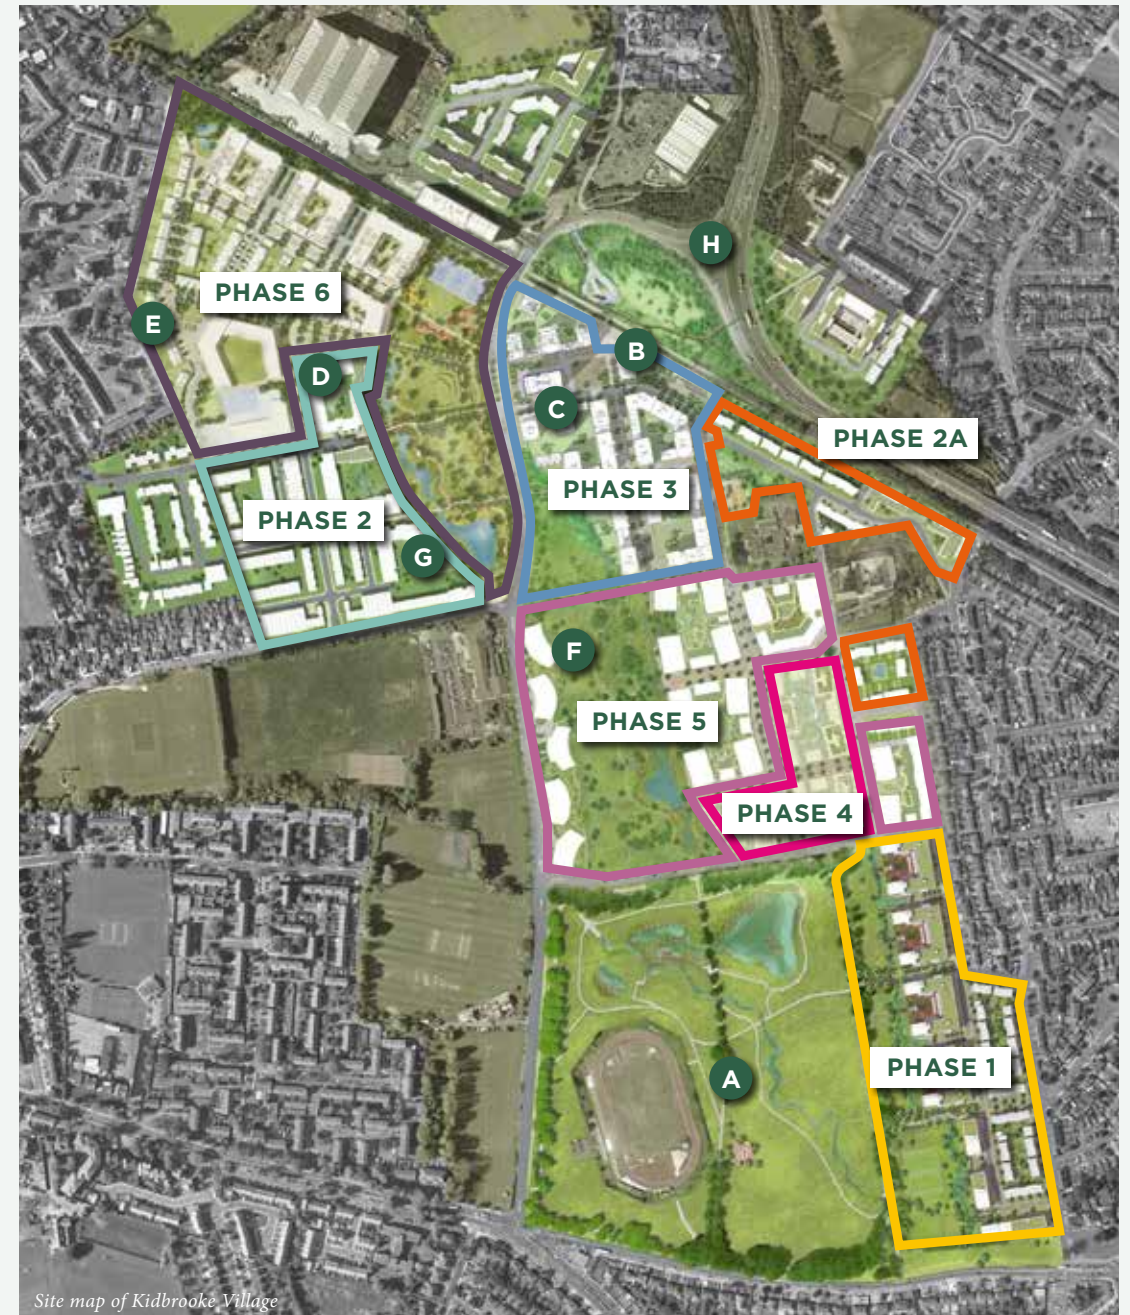 H
PHASE 6
E
B
D
C
PHASE 2A
PHASE 3
PHASE 2
G
F
PHASE 5
PHASE 4
PHASE 1
A
Site map of Kidbrooke Village